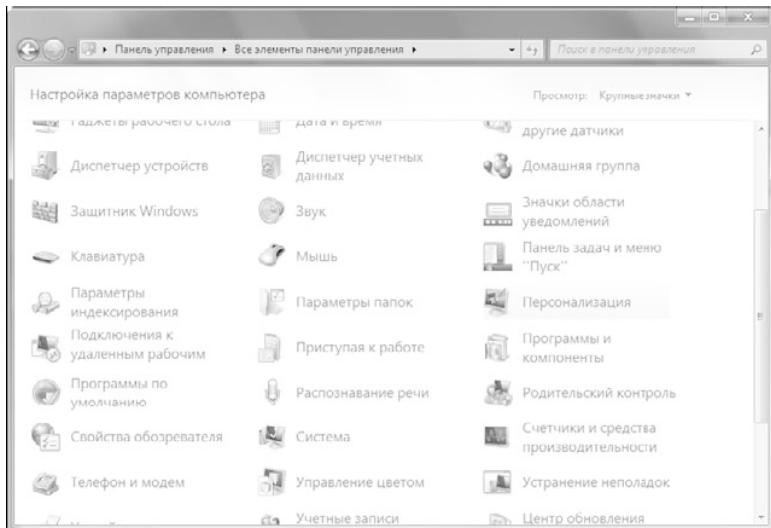 Панель управления ▸ Все элементы панели управления ▸
Поиск в панели управления
Настройка параметров компьютера
Просмотр: Крупные значки
Гаджеты рабочего стола
Дата и время
другие датчики
Диспетчер устройств
Диспетчер учетных
данных
Домашняя группа
Защитник Windows
Звук
Значки области
уведомлений
Клавиатура
Мышь
Панель задач и меню
"Пуск"
Параметры
индексирования
Параметры папок
Персонализация
Подключения к
удаленным рабочим
Приступая к работе
Программы и
компоненты
Программы по
умолчанию
Распознавание речи
Родительский контроль
Свойства обозревателя
Система
Счетчики и средства
производительности
Телефон и модем
Управление цветом
Устранение неполадок
Учетные записи
Центр обновления